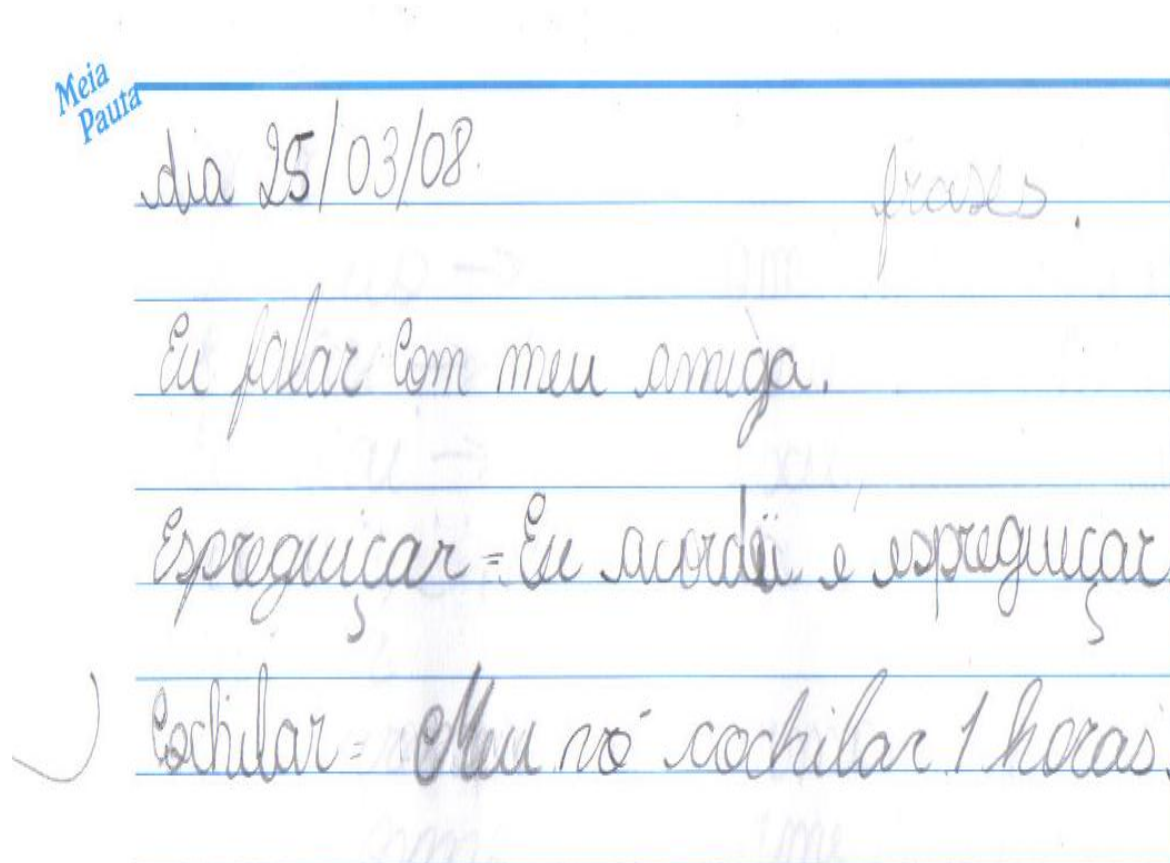 Meia
Pauta
dia 25/03/08. frases.
Eu falar com meu amiga.
Espreguiçar = Eu acordei e espreguiçar
Cochilar = Meu vó cochilar 1 horas.